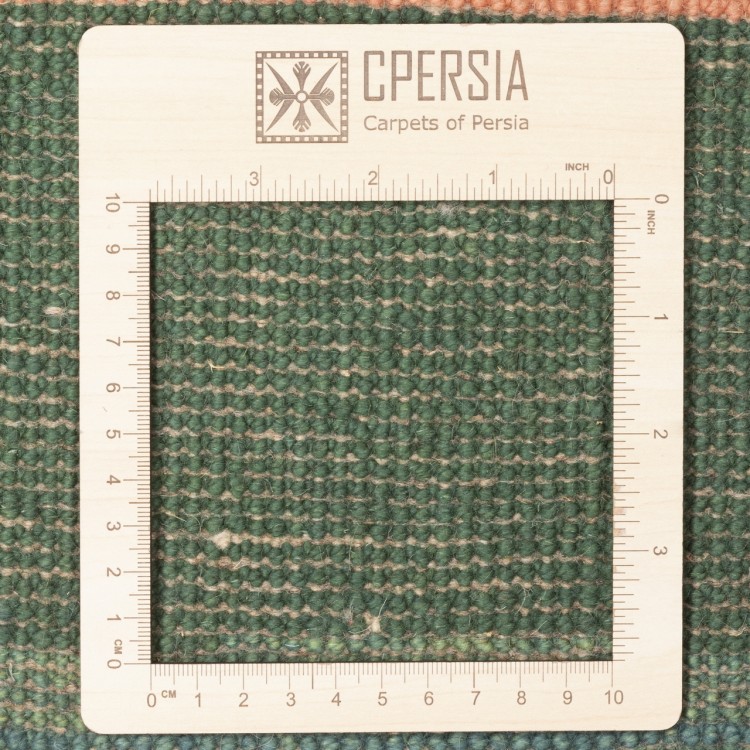 CPERSIA
Carpets of Persia
INCH
3 2 1 0
10 9 8 7 6 5 4 3 2 1 CM 0
0 INCH 1 2 3
0 CM 1 2 3 4 5 6 7 8 9 10